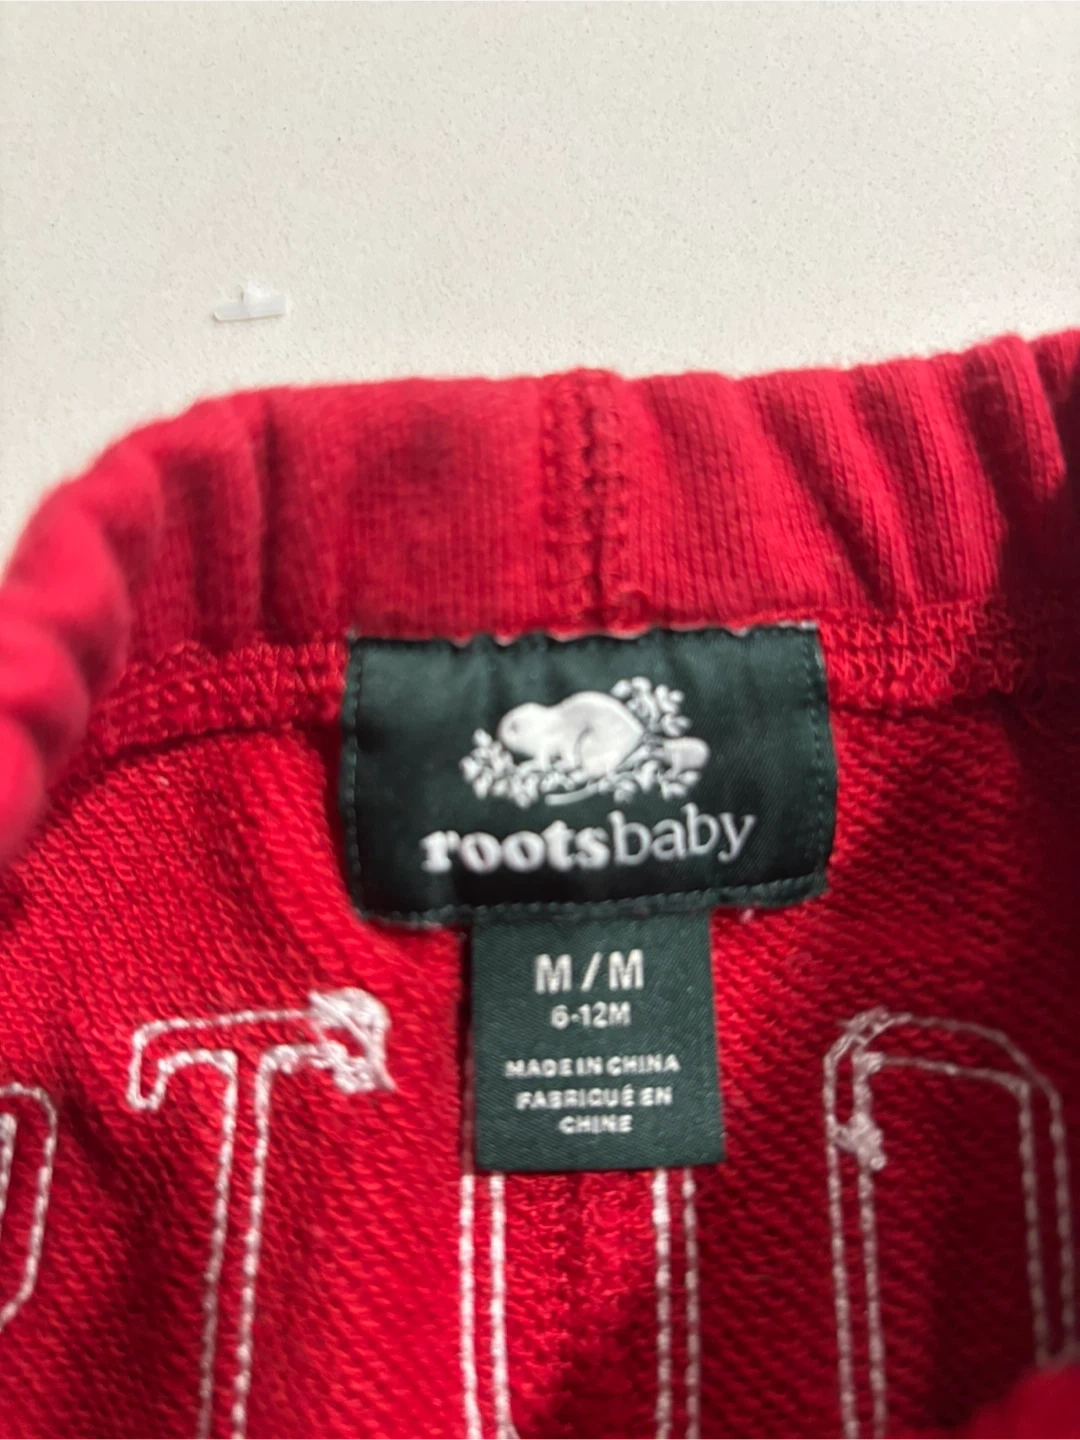 rootsbaby
M/M
6-12M
MADE IN CHINA
FABRIQUÉ EN
CHINE